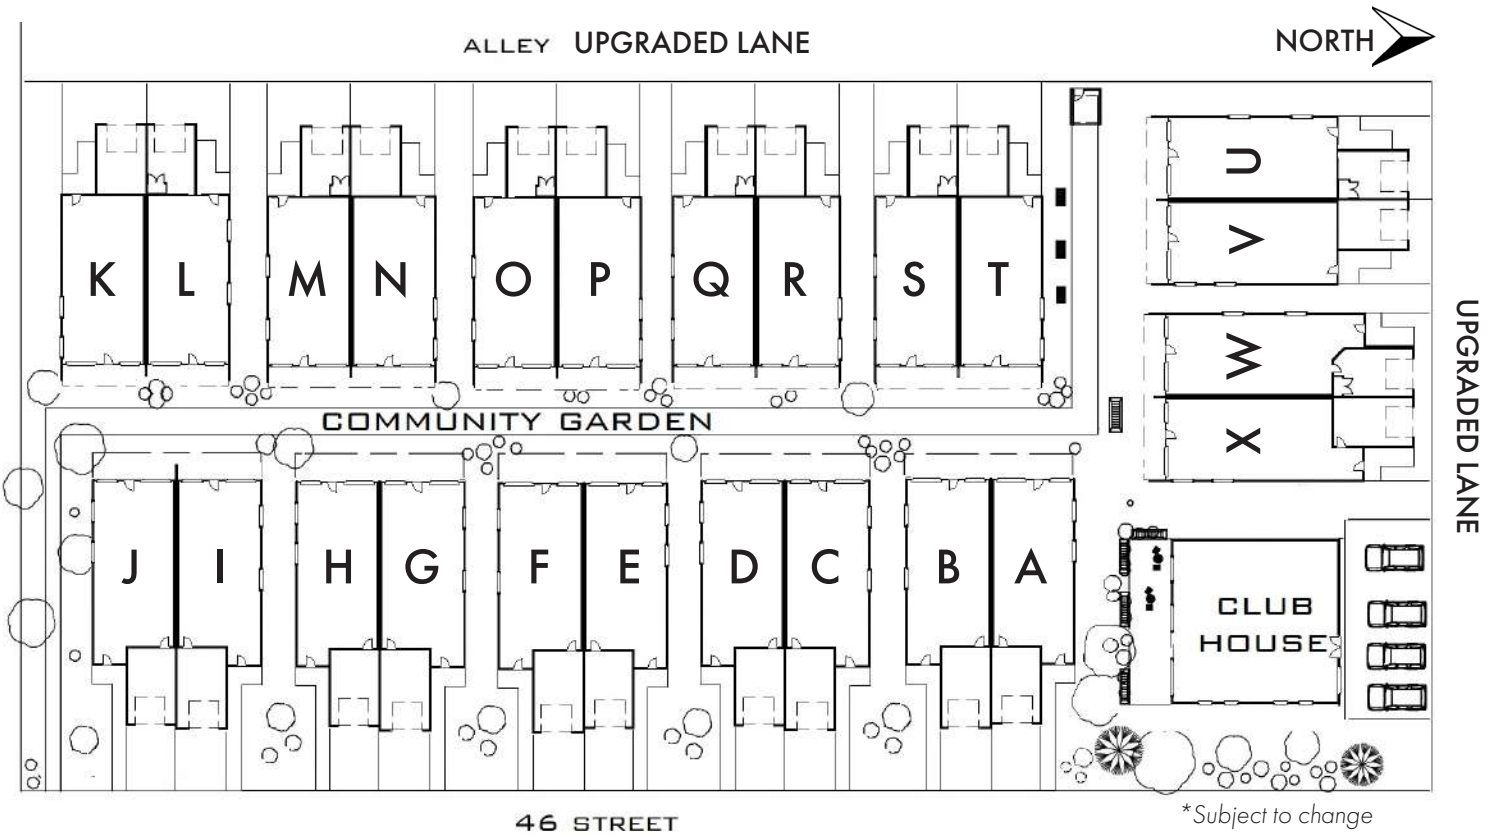 ALLEY UPGRADED LANE
NORTH
K L M N O P Q R S T
U
V
W
X
UPGRADED LANE
COMMUNITY GARDEN
J I H G F E D C B A
CLUB
HOUSE
46 STREET
*Subject to change